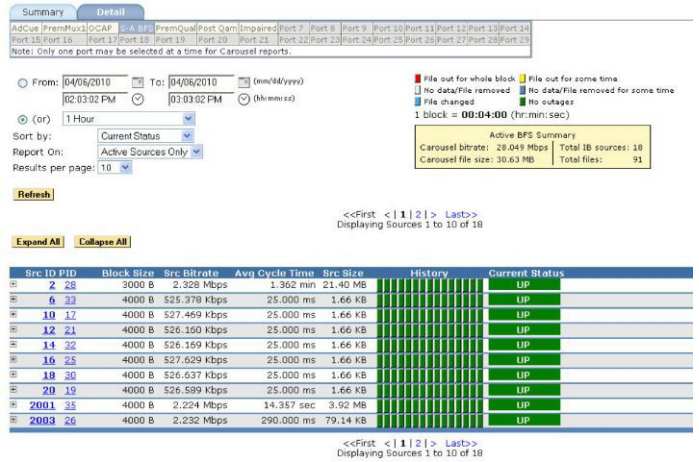 Summary Detail
AdCue PremMux1 OCAP S-A BFS PremQual Post Qam Impaired Port 7 Port 8 Port 9 Port 10 Port 11 Port 12 Port 13 Port 14
Port 15 Port 16 Port 17 Port 18 Port 19 Port 20 Port 21 Port 22 Port 23 Port 24 Port 25 Port 26 Port 27 Port 28 Port 29
Note: Only one port may be selected at a time for Carousel reports.
From: 04/06/2010 To: 04/06/2010 (mm/dd/yyyy)
02:03:02 PM 03:03:02 PM (hh:mm:ss)
(or) 1 Hour
Sort by: Current Status
Report On: Active Sources Only
Results per page: 10
Refresh
File out for whole block File out for some time
No data/File removed No data/File removed for some time
File changed No outages
1 block = 00:04:00 (hr:min:sec)
Active BFS Summary
Carousel bitrate: 28.049 Mbps Total IB sources: 18
Carousel file size: 30.63 MB Total files: 91
<<First < | 1 | 2 | > Last>>
Displaying Sources 1 to 10 of 18
Expand All Collapse All
Src ID PID Block Size Src Bitrate Avg Cycle Time Src Size History Current Status
2 28 3000 B 2.328 Mbps 1.362 min 21.40 MB UP
6 33 4000 B 525.378 Kbps 25.000 ms 1.66 KB UP
10 17 4000 B 527.469 Kbps 25.000 ms 1.66 KB UP
12 21 4000 B 526.160 Kbps 25.000 ms 1.66 KB UP
14 32 4000 B 526.169 Kbps 25.000 ms 1.66 KB UP
16 25 4000 B 527.629 Kbps 25.000 ms 1.66 KB UP
18 30 4000 B 526.637 Kbps 25.000 ms 1.66 KB UP
20 19 4000 B 526.589 Kbps 25.000 ms 1.66 KB UP
2001 35 4000 B 2.224 Mbps 14.357 sec 3.92 MB UP
2003 26 4000 B 2.232 Mbps 290.000 ms 79.14 KB UP
<<First < | 1 | 2 | > Last>>
Displaying Sources 1 to 10 of 18